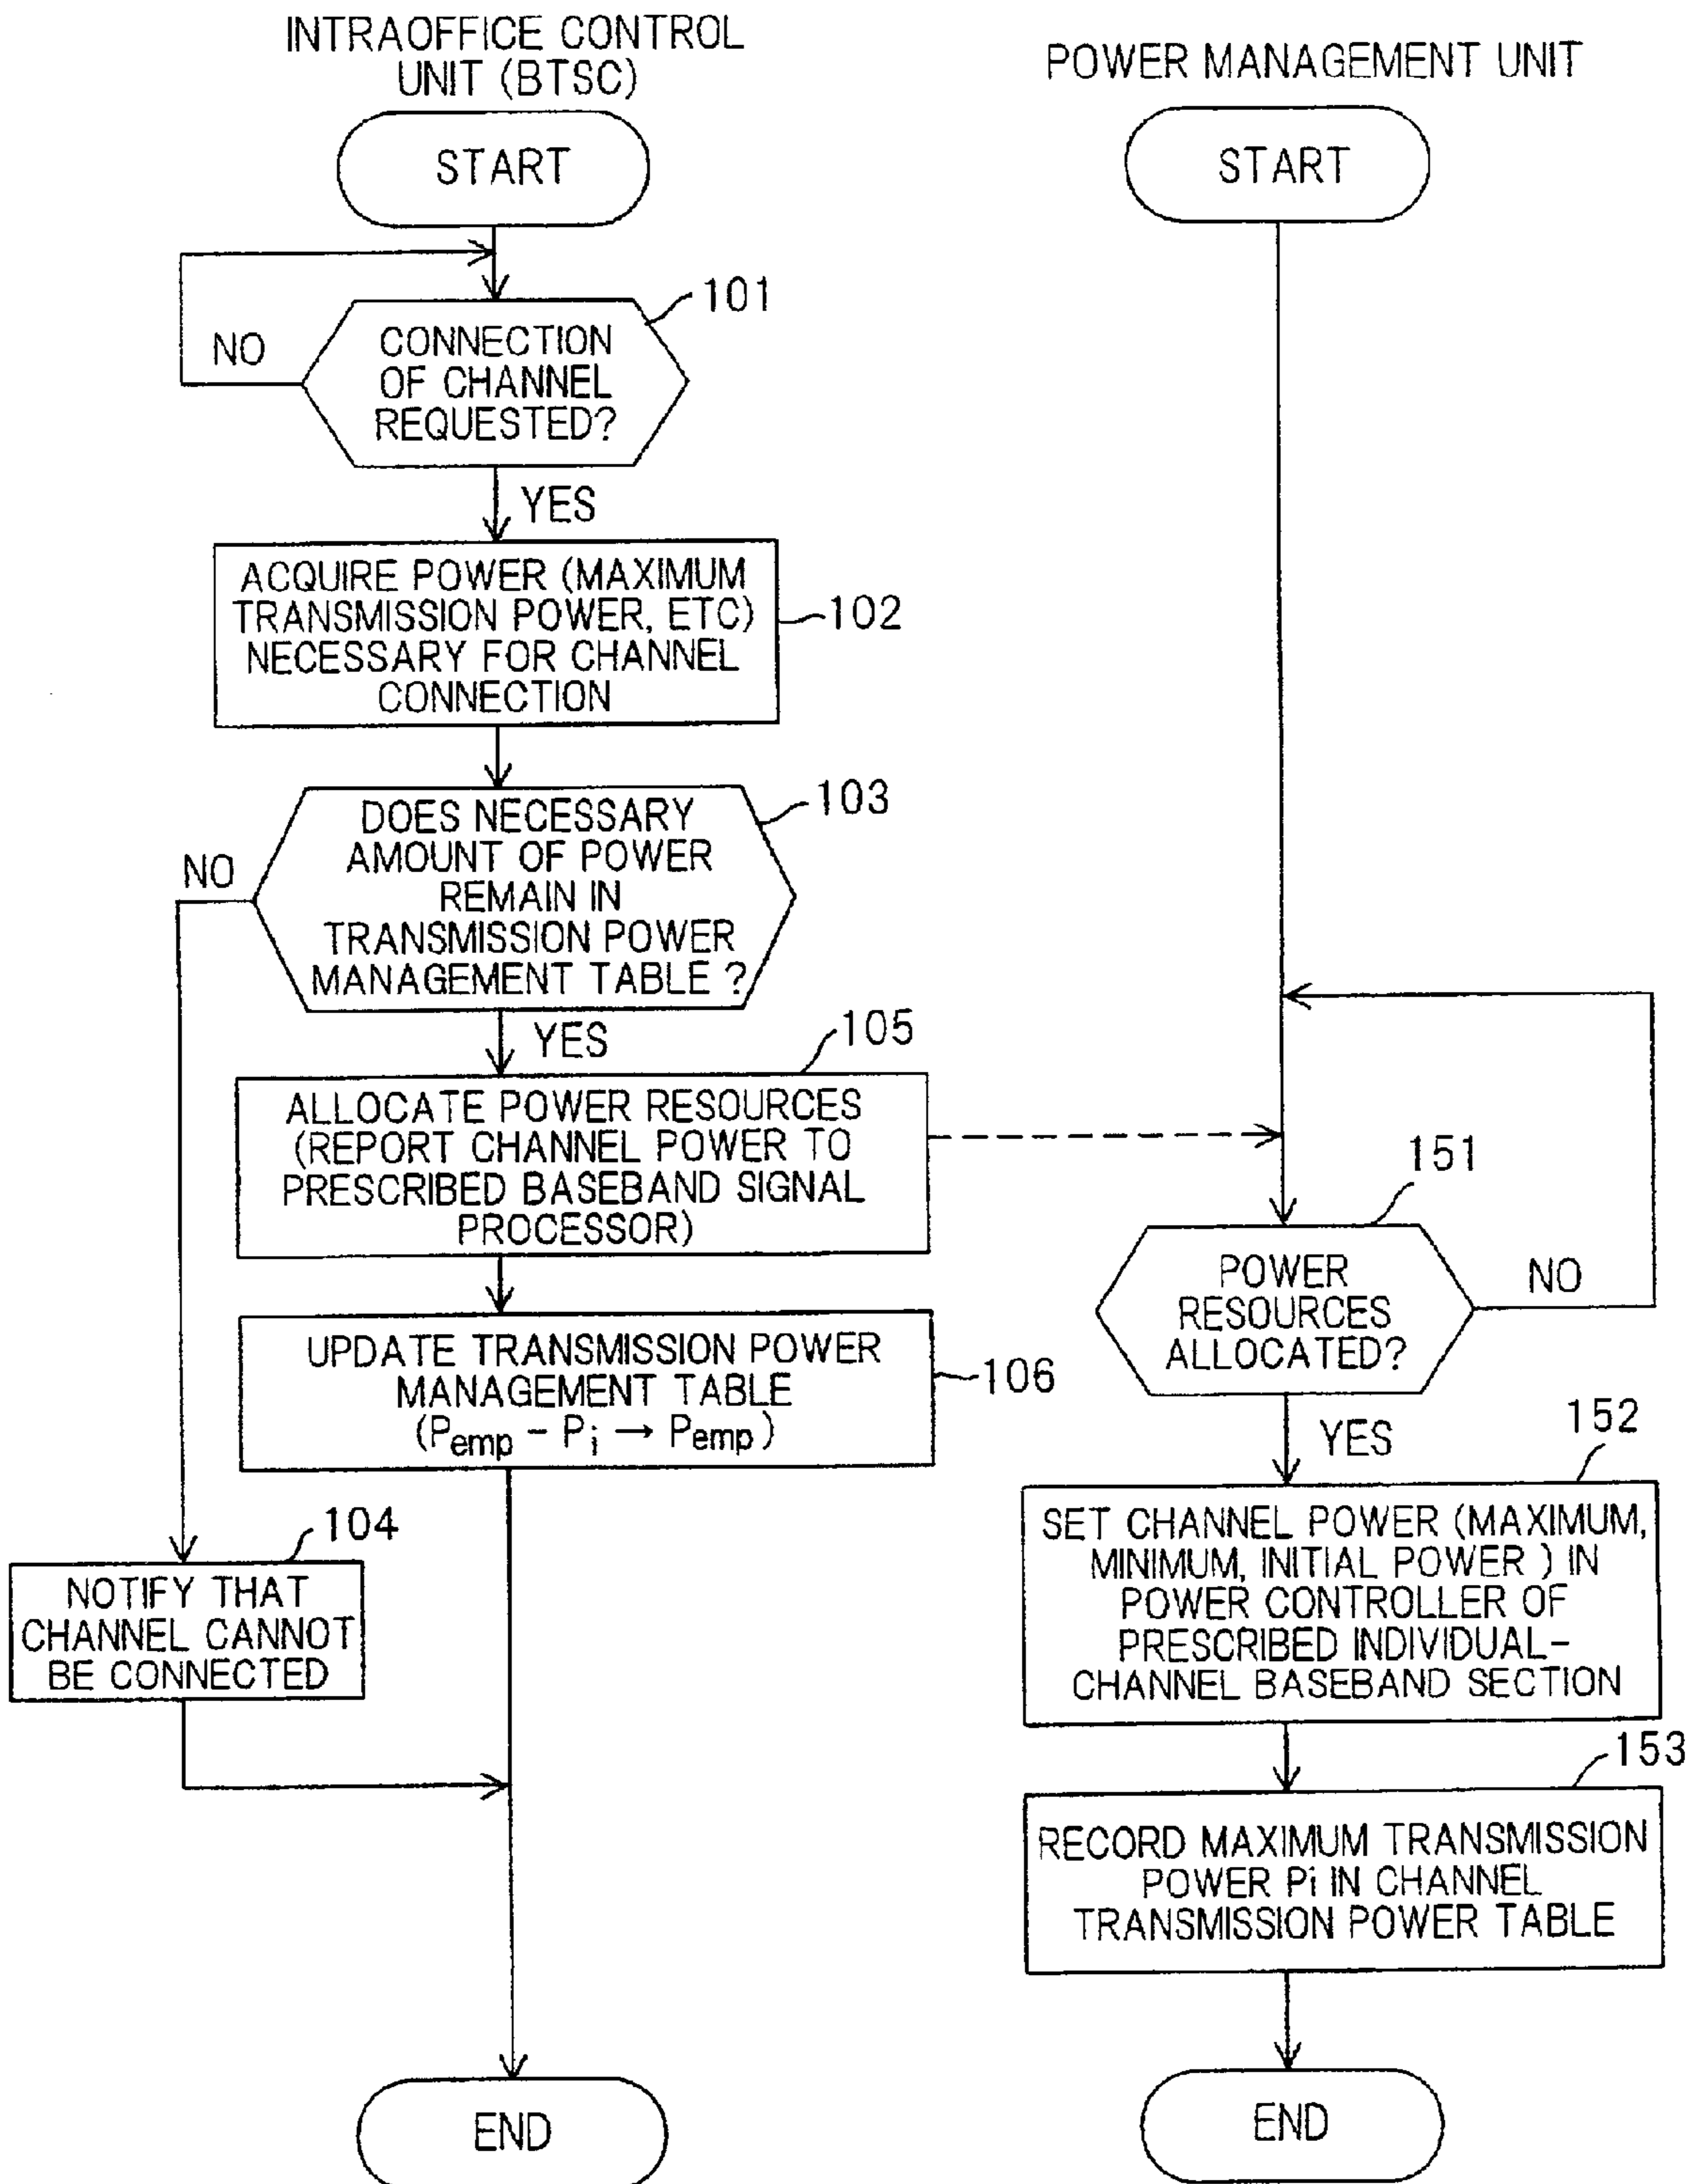 INTRAOFFICE CONTROL
UNIT (BTSC)
START
101
CONNECTION
OF CHANNEL
REQUESTED?
NO
YES
ACQUIRE POWER (MAXIMUM
TRANSMISSION POWER, ETC)
NECESSARY FOR CHANNEL
CONNECTION
102
103
DOES NECESSARY
AMOUNT OF POWER
REMAIN IN
TRANSMISSION POWER
MANAGEMENT TABLE ?
NO
YES
105
ALLOCATE POWER RESOURCES
(REPORT CHANNEL POWER TO
PRESCRIBED BASEBAND SIGNAL
PROCESSOR)
UPDATE TRANSMISSION POWER
MANAGEMENT TABLE
(Pemp - Pi → Pemp)
106
104
NOTIFY THAT
CHANNEL CANNOT
BE CONNECTED
END
POWER MANAGEMENT UNIT
START
151
POWER
RESOURCES
ALLOCATED?
NO
YES
152
SET CHANNEL POWER (MAXIMUM,
MINIMUM, INITIAL POWER ) IN
POWER CONTROLLER OF
PRESCRIBED INDIVIDUAL-
CHANNEL BASEBAND SECTION
153
RECORD MAXIMUM TRANSMISSION
POWER Pi IN CHANNEL
TRANSMISSION POWER TABLE
END